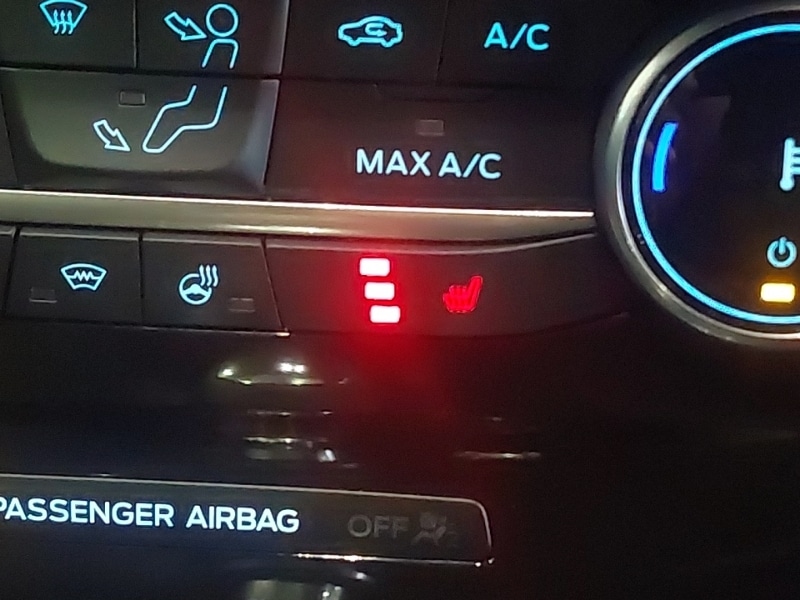 A/C
MAX A/C
PASSENGER AIRBAG OFF